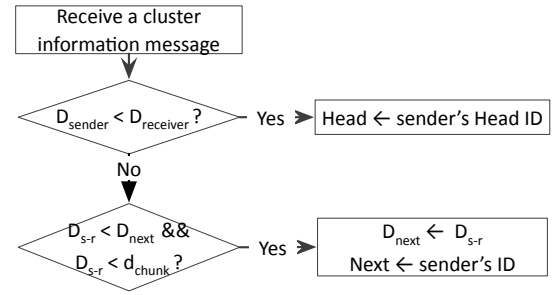 Receive a cluster
information message
D_sender < D_receiver ?
Yes
Head ← sender's Head ID
No
D_s-r < D_next &&
D_s-r < d_chunk ?
Yes
D_next ← D_s-r
Next ← sender's ID